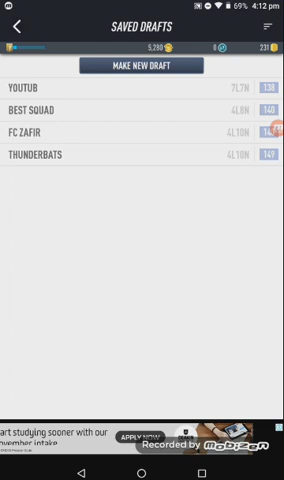 69% 4:12 pm
SAVED DRAFTS
5,280 0 231
MAKE NEW DRAFT
YOUTUB 7L7N 138
BEST SQUAD 4L8N 140
FC ZAFIR 4L10N
THUNDERBATS 4L10N 149
art studying sooner with our
ovember intake
APPLY NOW
Recorded by mobizen